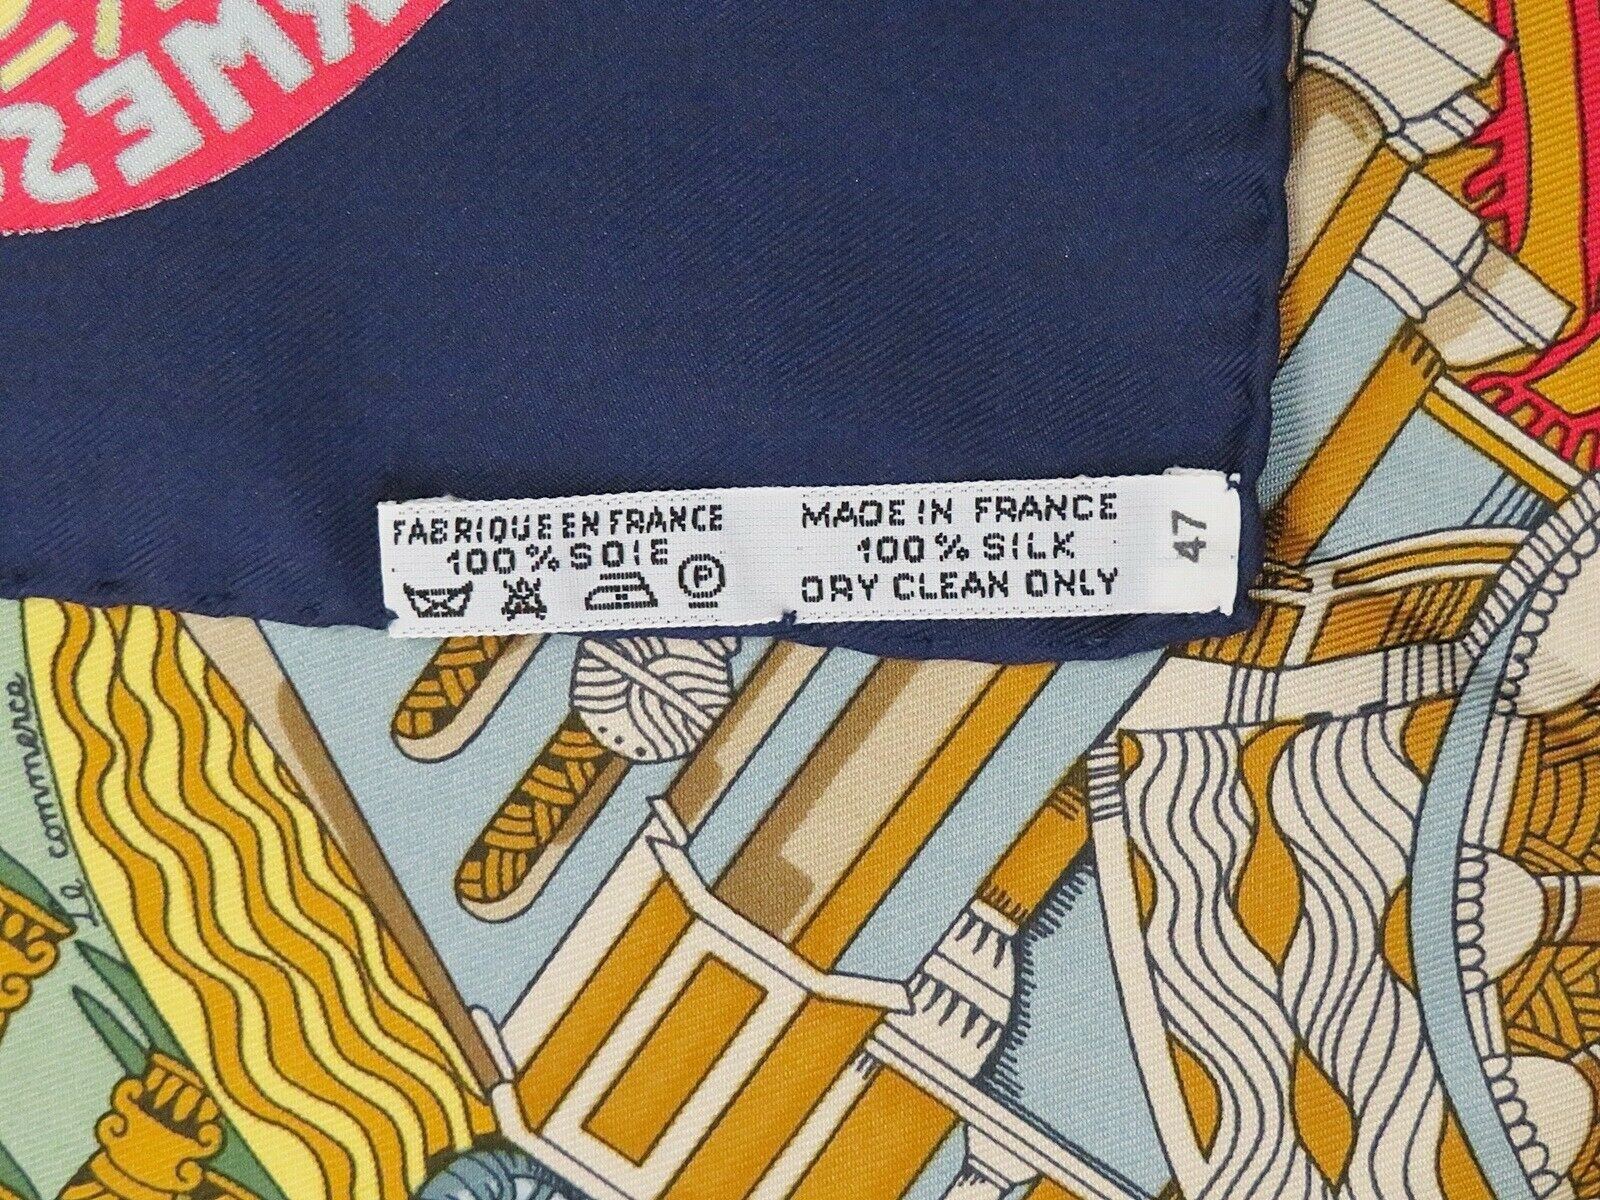 FABRIQUE EN FRANCE
100% SOIE
P
MADE IN FRANCE
100% SILK
DRY CLEAN ONLY
47
Le commerce